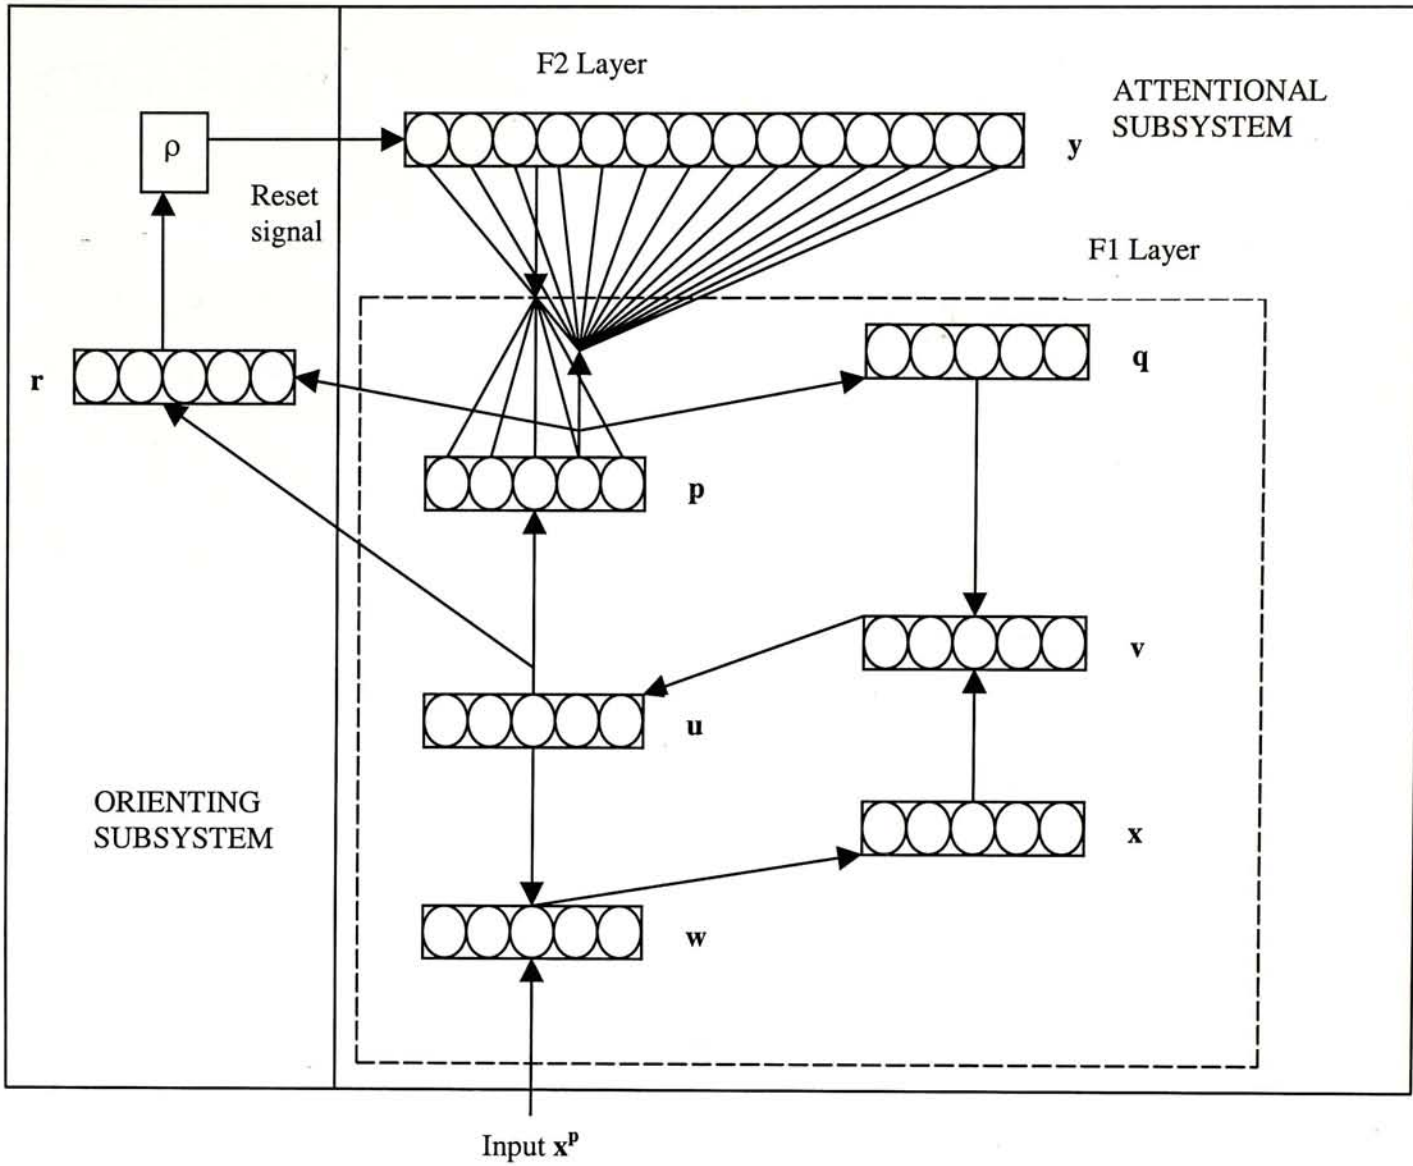 F2 Layer
ATTENTIONAL
SUBSYSTEM
ρ
y
Reset
signal
F1 Layer
r
q
p
v
u
ORIENTING
SUBSYSTEM
x
w
Input x^p